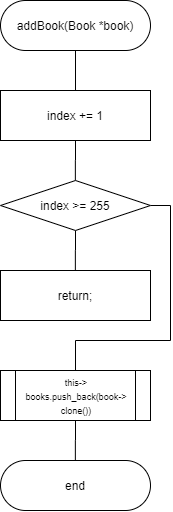 addBook(Book *book)
index += 1
index >= 255
return;
this->
books.push_back(book->
clone())
end